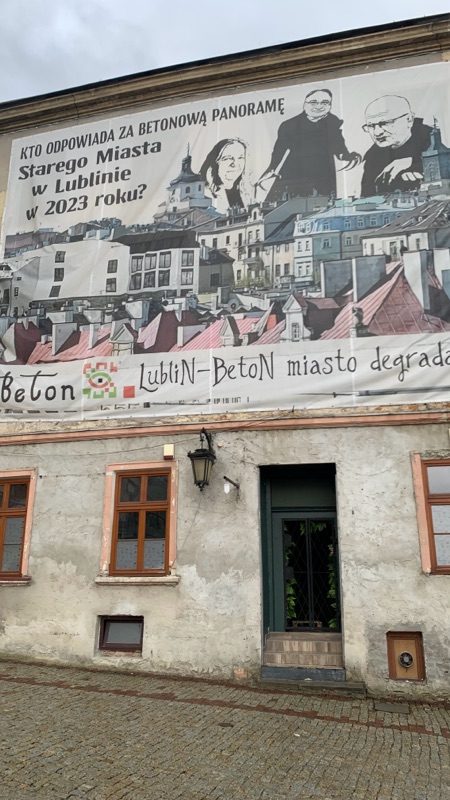 KTO ODPOWIADA ZA BETONOWĄ PANORAMĘ
Starego Miasta
w Lublinie
w 2023 roku?
BeTon LubliN-BetoN miasto degrada